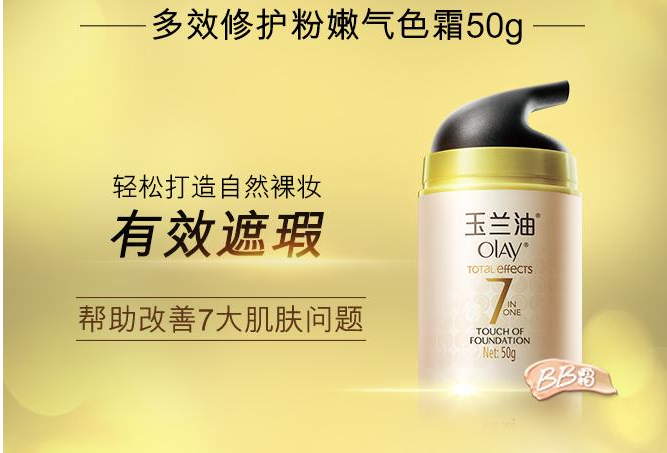 多效修护粉嫩气色霜50g
轻松打造自然裸妆
有效遮瑕
帮助改善7大肌肤问题
玉兰油®
OLAY®
TOTAL effects
7 IN ONE
TOUCH OF
FOUNDATION
Net: 50g
BB霜